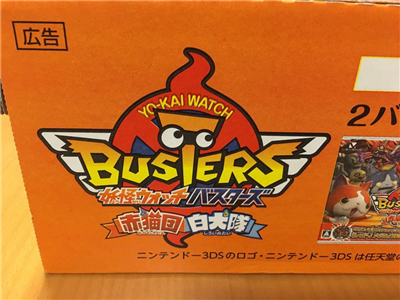 広告
YO-KAI WATCH
BUSTERS
妖怪ウォッチバスターズ
赤猫団 白犬隊
2バ
BUSTERS
ニンテンドー3DSのロゴ・ニンテンドー3DSは任天堂の